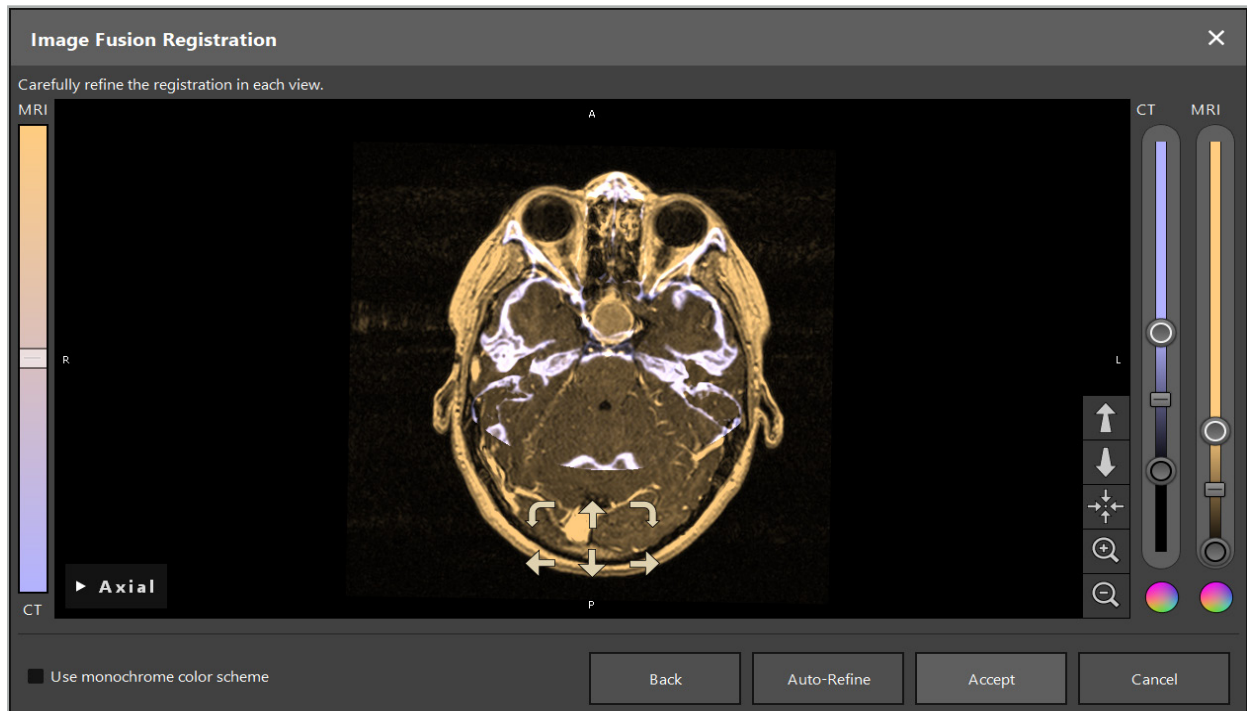 Image Fusion Registration
Carefully refine the registration in each view.
MRI
CT
MRI
A
R
L
Axial
P
CT
Use monochrome color scheme
Back
Auto-Refine
Accept
Cancel